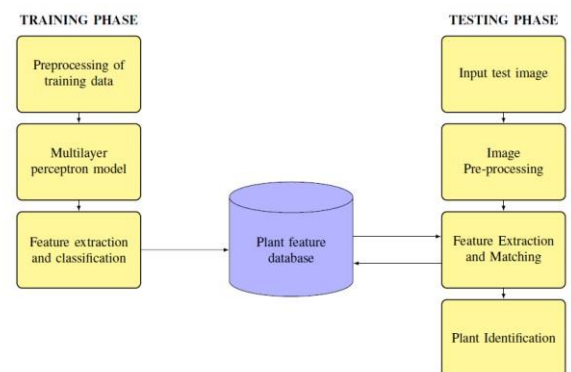 TRAINING PHASE
Preprocessing of
training data
Multilayer
perceptron model
Feature extraction
and classification
Plant feature
database
TESTING PHASE
Input test image
Image
Pre-processing
Feature Extraction
and Matching
Plant Identification